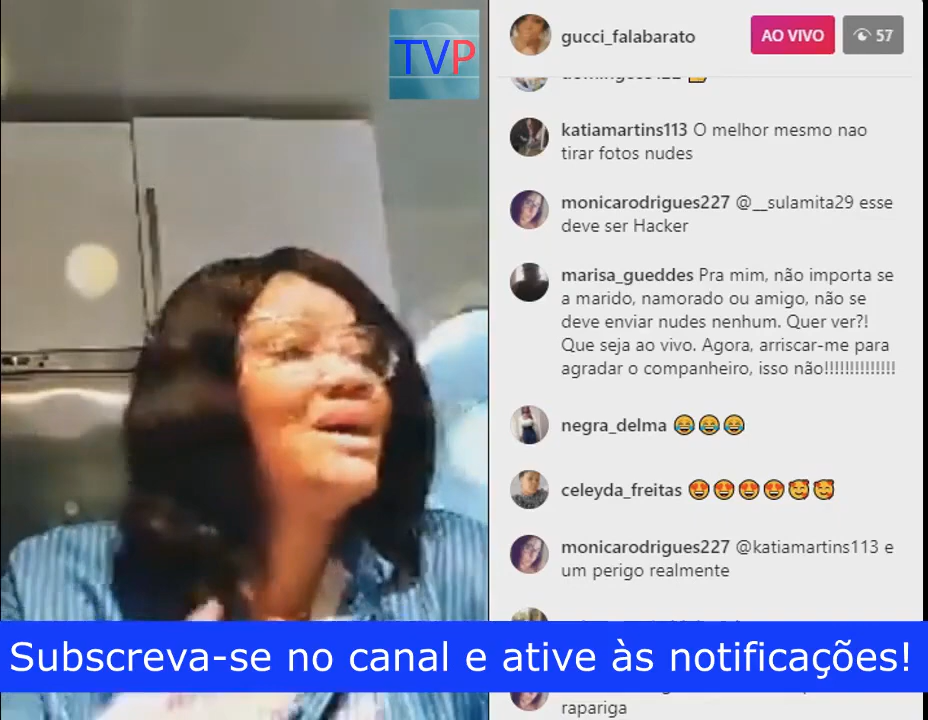 TVP
gucci_falabarato
AO VIVO
57
katiamartins113 O melhor mesmo nao
tirar fotos nudes
monicarodrigues227 @__sulamita29 esse
deve ser Hacker
marisa_gueddes Pra mim, não importa se
a marido, namorado ou amigo, não se
deve enviar nudes nenhum. Quer ver?!
Que seja ao vivo. Agora, arriscar-me para
agradar o companheiro, isso não!!!!!!!!!!!!!!
negra_delma 😂😂😂
celeyda_freitas 😍😍😍😍🥰🥰
monicarodrigues227 @katiamartins113 e
um perigo realmente
Subscreva-se no canal e ative às notificações!
rapariga